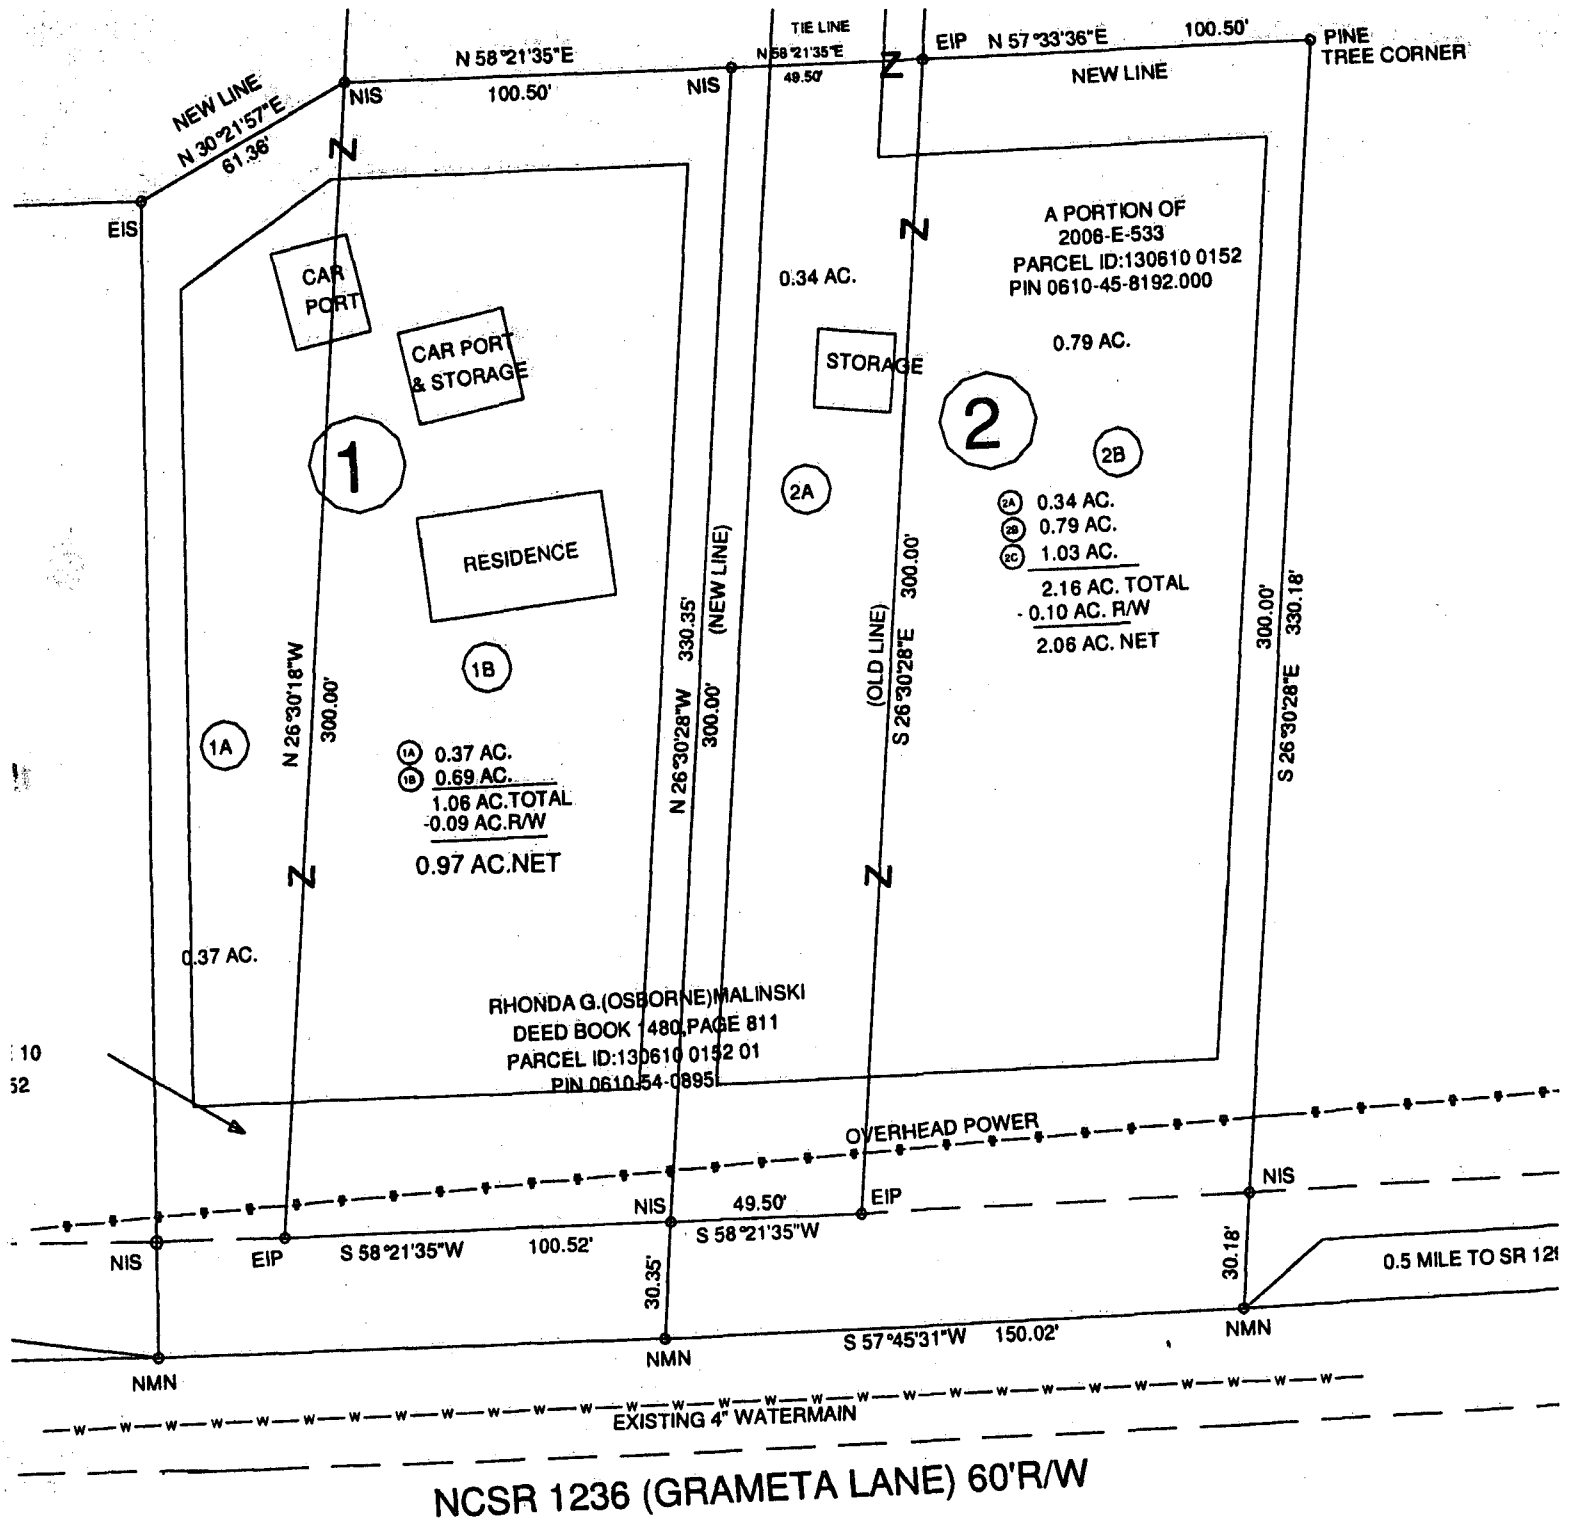 TIE LINE
N 58°21'35"E
49.50'
EIP
N 57°33'36"E
100.50'
NEW LINE
PINE
TREE CORNER
N 58°21'35"E
100.50'
NIS
NIS
NEW LINE
N 30°21'57"E
61.36'
EIS
Z
Z
Z
A PORTION OF
2006-E-533
PARCEL ID:130610 0152
PIN 0610-45-8192.000
0.79 AC.
0.34 AC.
CAR
PORT
CAR PORT
& STORAGE
STORAGE
1
2
2B
2A
2A 0.34 AC.
2B 0.79 AC.
2C 1.03 AC.
2.16 AC. TOTAL
- 0.10 AC. R/W
2.06 AC. NET
RESIDENCE
1B
1A
1A 0.37 AC.
1B 0.69 AC.
1.06 AC.TOTAL
-0.09 AC.R/W
0.97 AC.NET
N 26°30'18"W
300.00'
N 26°30'28"W 330.35'
300.00' (NEW LINE)
(OLD LINE)
S 26°30'28"E 300.00'
300.00'
S 26°30'28"E 330.18'
Z
Z
0.37 AC.
RHONDA G.(OSBORNE)MALINSKI
DEED BOOK 1480,PAGE 811
PARCEL ID:130610 0152 01
PIN 0610-54-0895
10
52
OVERHEAD POWER
NIS
EIP
S 58°21'35"W
100.52'
NIS
49.50'
S 58°21'35"W
EIP
NIS
30.35'
30.18'
0.5 MILE TO SR 12
NMN
NMN
S 57°45'31"W 150.02'
NMN
W W W W W W W W W W W W W W W W W W W W W W W W W W W W
EXISTING 4" WATERMAIN
NCSR 1236 (GRAMETA LANE) 60'R/W